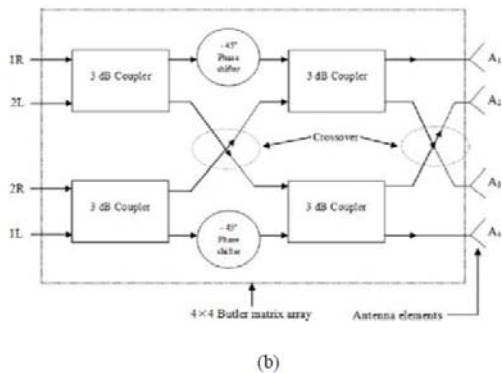 1R
2L
2R
1L
3 dB Coupler
3 dB Coupler
3 dB Coupler
3 dB Coupler
- 45°
Phase
shifter
- 45°
Phase
shifter
Crossover
A₁
A₂
A₃
A₄
4×4 Butler matrix array
Antenna elements
(b)